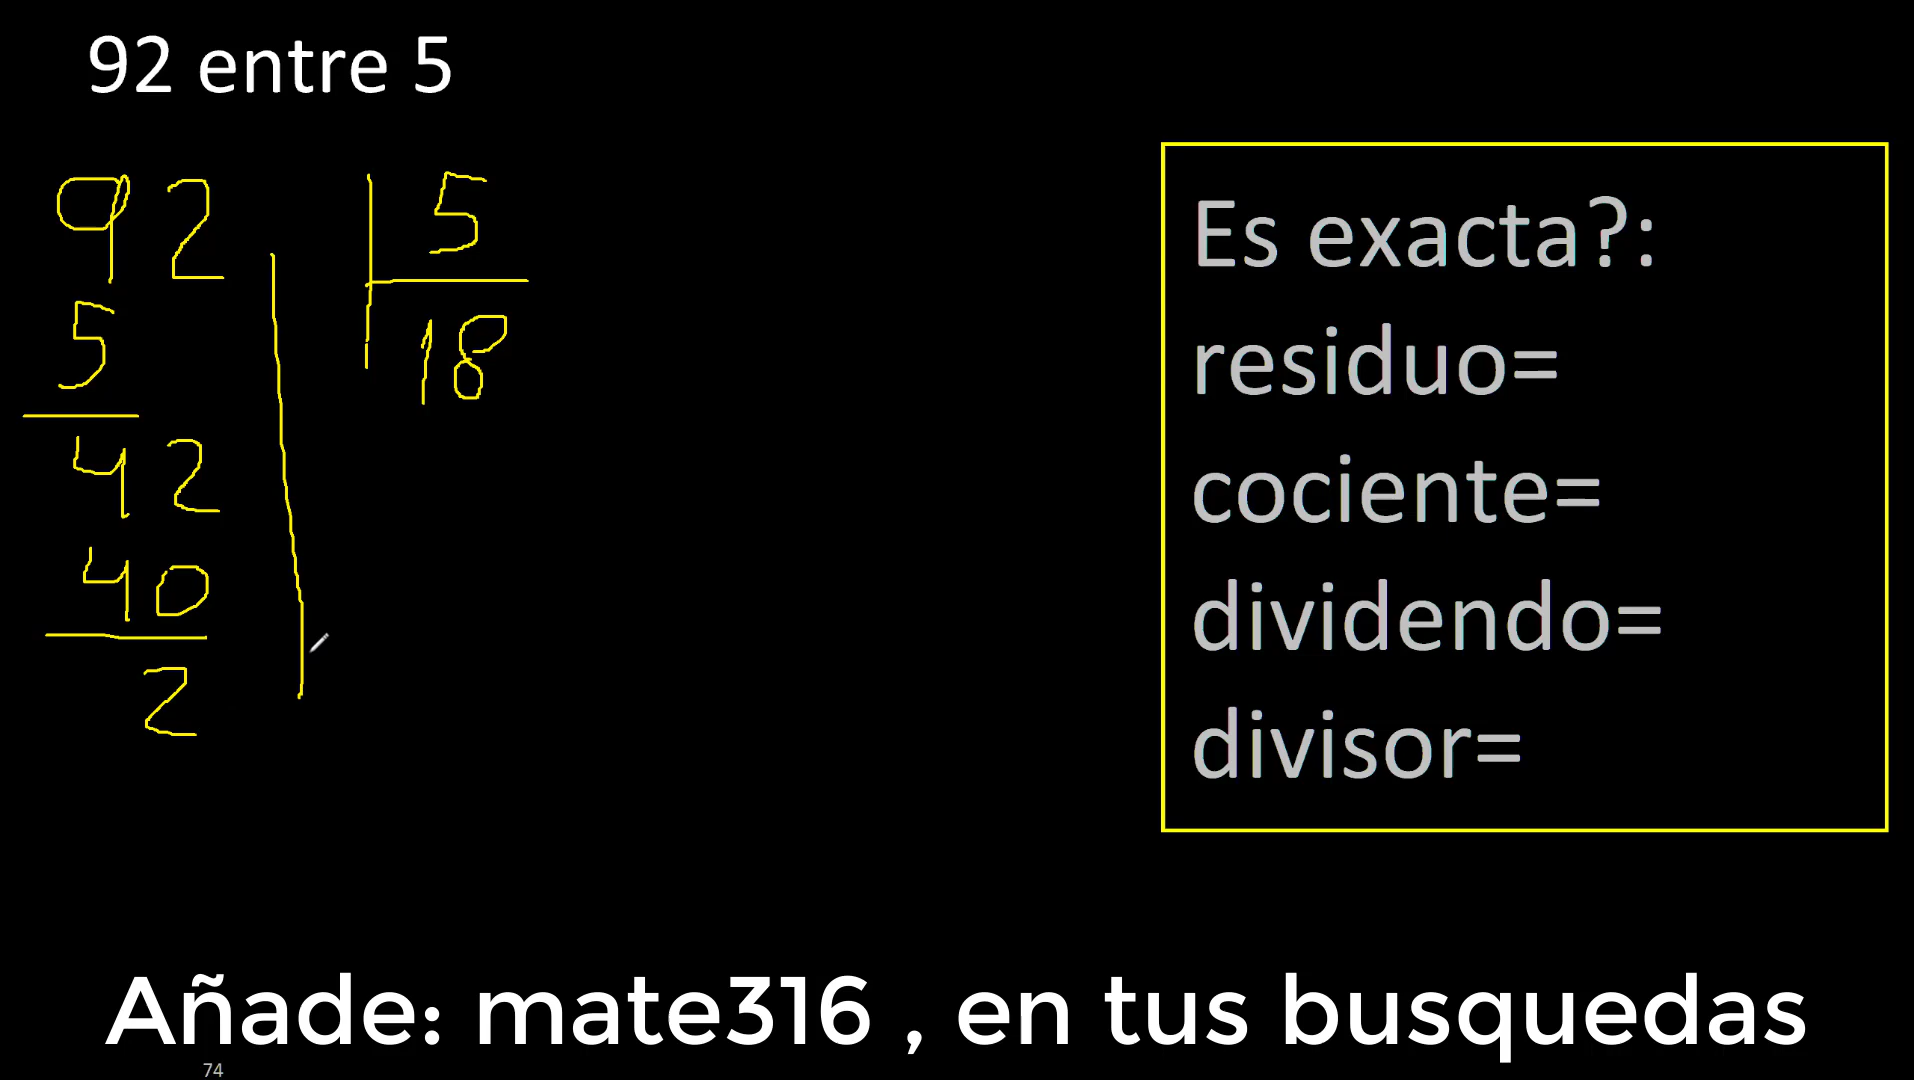 92 entre 5
92 5
5
18
42
40
2
Es exacta?:
residuo=
cociente=
dividendo=
divisor=
Añade: mate316 , en tus busquedas
74